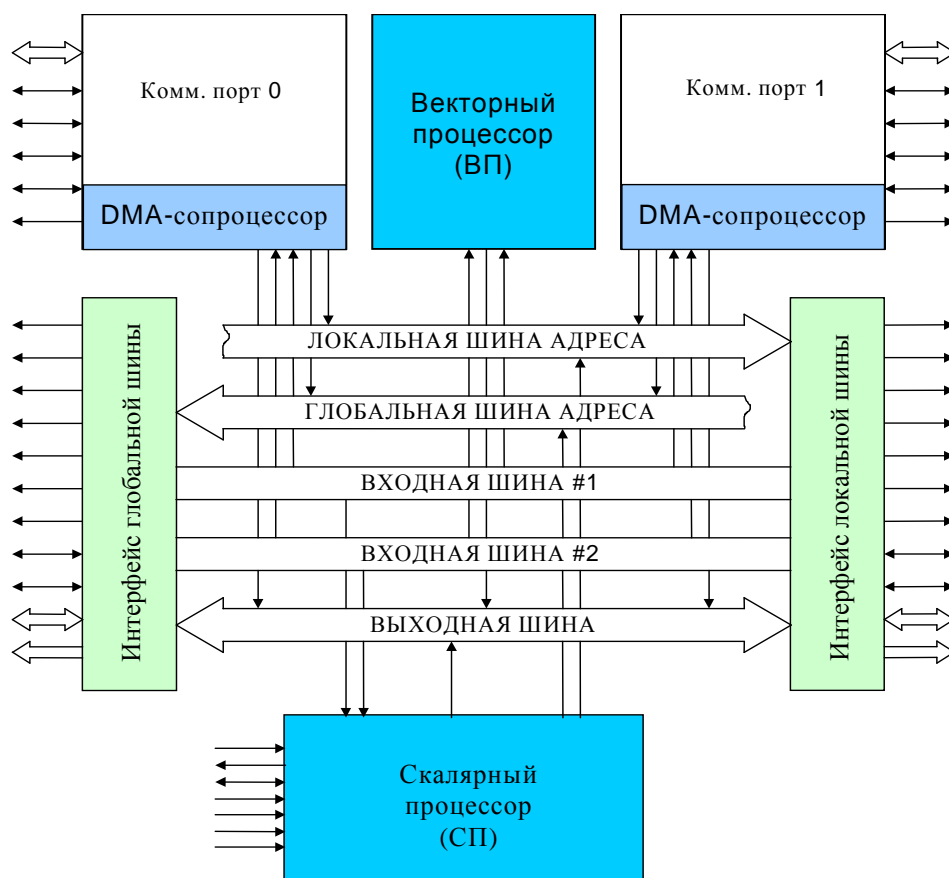 Комм. порт 0
DMA-сопроцессор
Векторный
процессор
(ВП)
Комм. порт 1
DMA-сопроцессор
Интерфейс глобальной шины
ЛОКАЛЬНАЯ ШИНА АДРЕСА
ГЛОБАЛЬНАЯ ШИНА АДРЕСА
ВХОДНАЯ ШИНА #1
ВХОДНАЯ ШИНА #2
ВЫХОДНАЯ ШИНА
Интерфейс локальной шины
Скалярный
процессор
(СП)